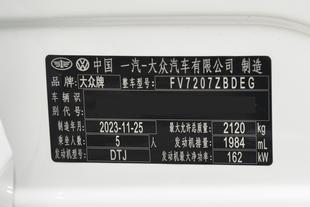 中国 一汽-大众汽车有限公司 制造
品牌 大众牌 整车型号 FV7207ZBDEG
车辆识别代号
制造年月 2023-11-25 最大允许总质量 2120 kg
乘坐人数 5 人 发动机排量 1984 mL
发动机型号 DTJ 发动机最大净功率 162 kW